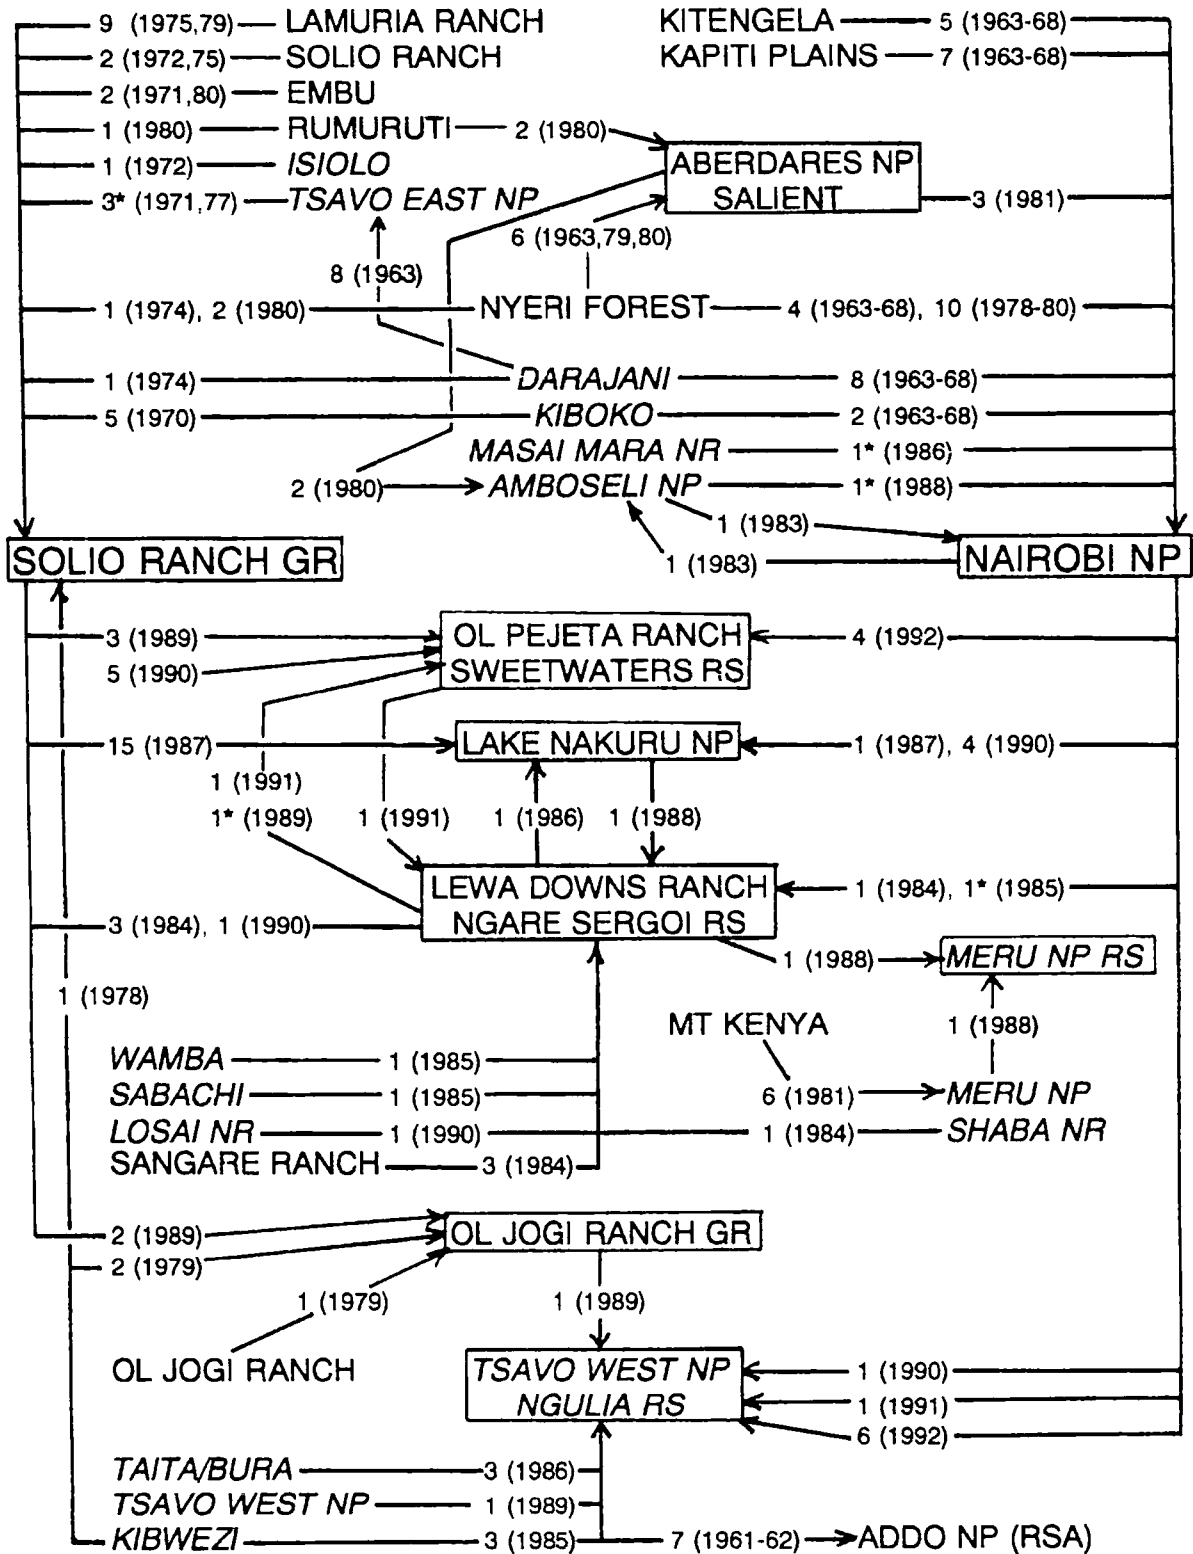 9 (1975,79) LAMURIA RANCH KITENGELA 5 (1963-68)
2 (1972,75) SOLIO RANCH KAPITI PLAINS 7 (1963-68)
2 (1971,80) EMBU
1 (1980) RUMURUTI 2 (1980)
1 (1972) ISIOLO ABERDARES NP
3* (1971,77) TSAVO EAST NP SALIENT 3 (1981)
6 (1963,79,80)
8 (1963)
1 (1974), 2 (1980) NYERI FOREST 4 (1963-68), 10 (1978-80)
1 (1974) DARAJANI 8 (1963-68)
5 (1970) KIBOKO 2 (1963-68)
MASAI MARA NR 1* (1986)
2 (1980) AMBOSELI NP 1* (1988)
1 (1983)
SOLIO RANCH GR 1 (1983) NAIROBI NP
3 (1989) OL PEJETA RANCH 4 (1992)
5 (1990) SWEETWATERS RS
15 (1987) LAKE NAKURU NP 1 (1987), 4 (1990)
1 (1991)
1* (1989) 1 (1991) 1 (1986) 1 (1988)
LEWA DOWNS RANCH 1 (1984), 1* (1985)
3 (1984), 1 (1990) NGARE SERGOI RS
1 (1988) MERU NP RS
1 (1978)
MT KENYA 1 (1988)
WAMBA 1 (1985)
SABACHI 1 (1985) 6 (1981) MERU NP
LOSAI NR 1 (1990) 1 (1984) SHABA NR
SANGARE RANCH 3 (1984)
2 (1989) OL JOGI RANCH GR
2 (1979)
1 (1979) 1 (1989)
OL JOGI RANCH TSAVO WEST NP 1 (1990)
NGULIA RS 1 (1991)
6 (1992)
TAITA/BURA 3 (1986)
TSAVO WEST NP 1 (1989)
KIBWEZI 3 (1985) 7 (1961-62) ADDO NP (RSA)